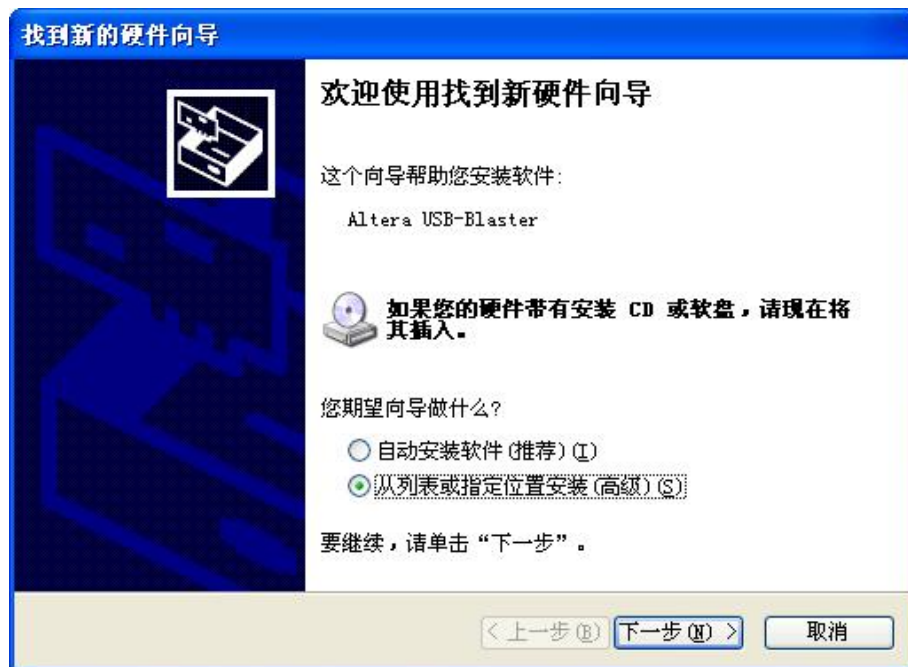 找到新的硬件向导
欢迎使用找到新硬件向导
这个向导帮助您安装软件:
Altera USB-Blaster
如果您的硬件带有安装 CD 或软盘，请现在将
其插入。
您期望向导做什么?
自动安装软件(推荐)(I)
从列表或指定位置安装(高级)(S)
要继续，请单击“下一步”。
< 上一步(B)
下一步(N) >
取消